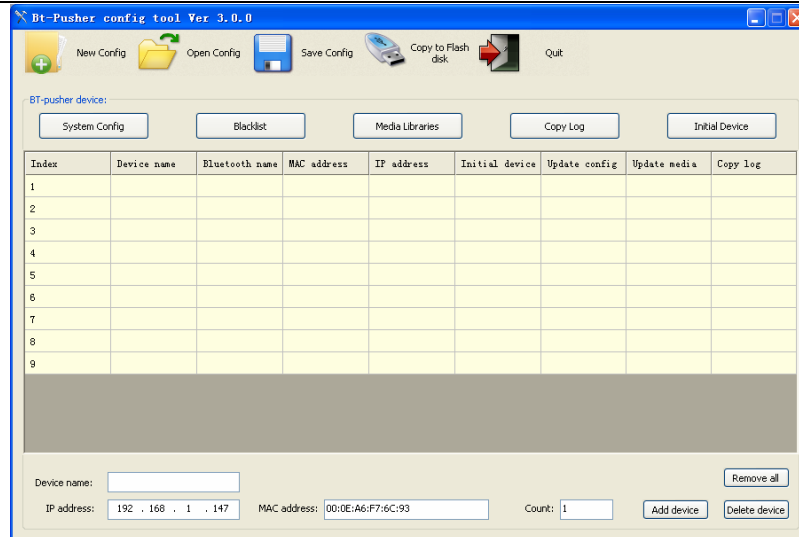 Bt-Pusher config tool Ver 3.0.0
New Config Open Config Save Config Copy to Flash disk Quit
BT-pusher device:
System Config Blacklist Media Libraries Copy Log Initial Device
Index Device name Bluetooth name MAC address IP address Initial device Update config Update media Copy log
1
2
3
4
5
6
7
8
9
Device name: Remove all
IP address: 192 . 168 . 1 . 147 MAC address: 00:0E:A6:F7:6C:93 Count: 1 Add device Delete device